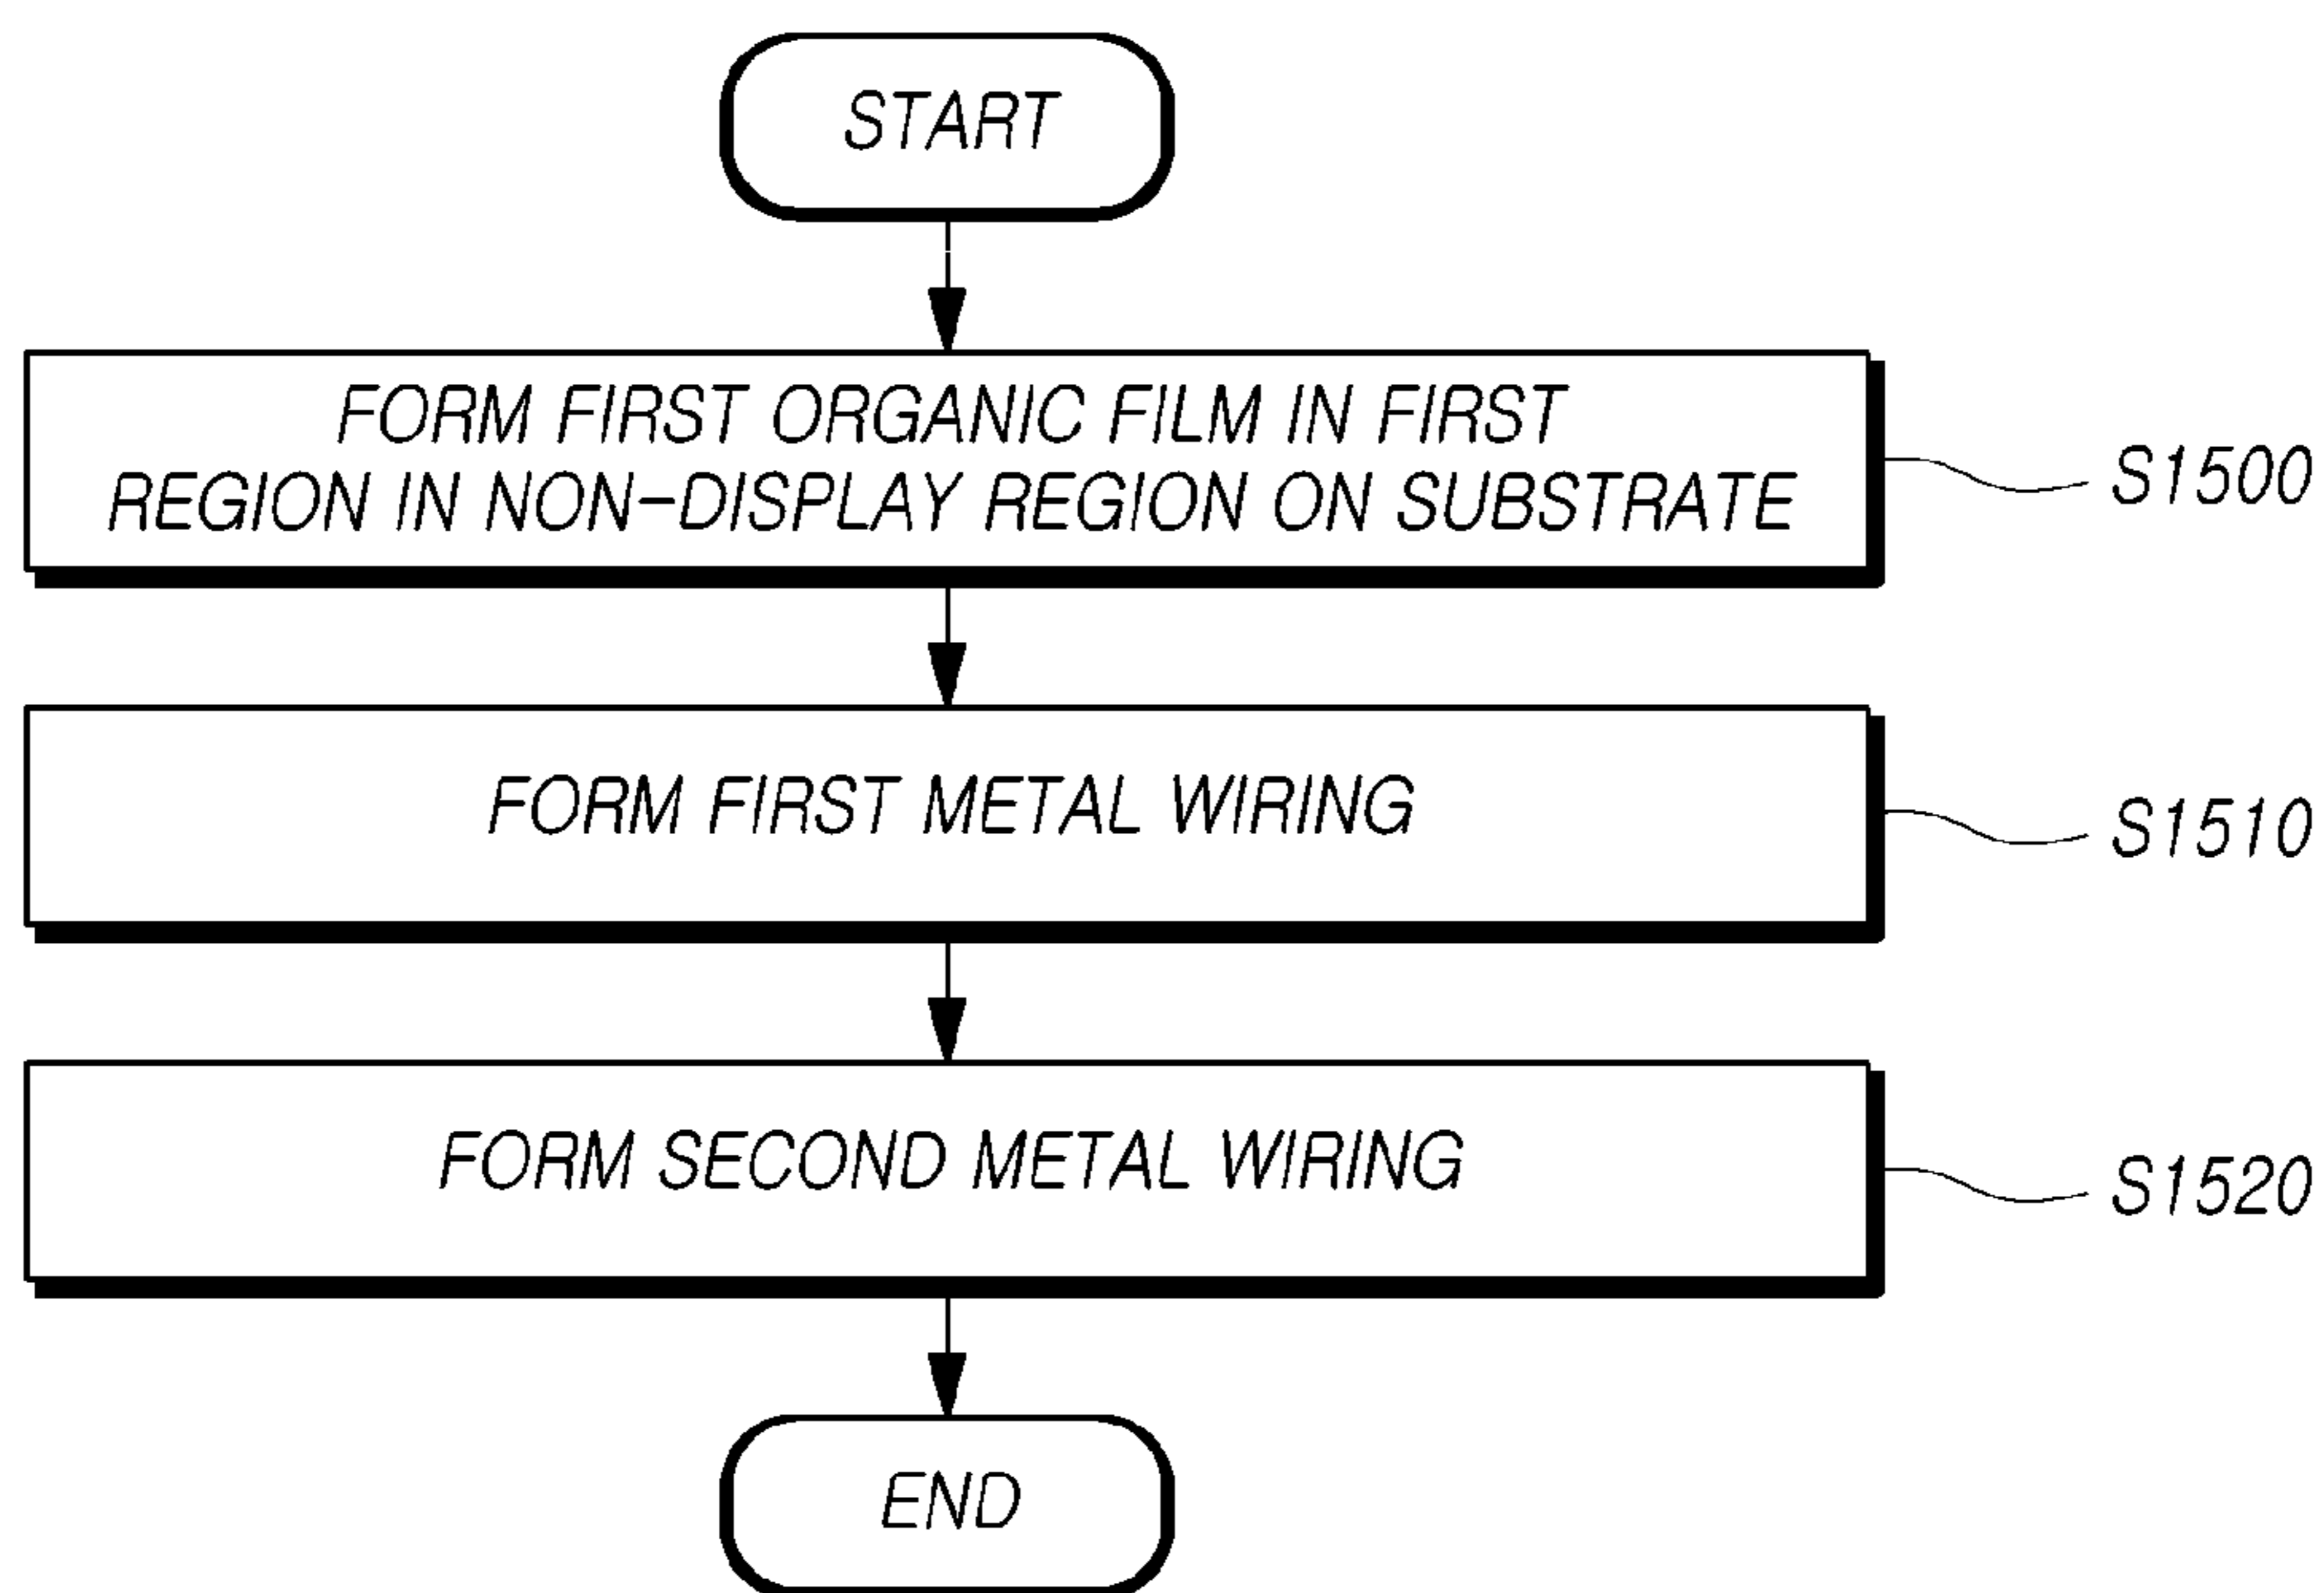 START
FORM FIRST ORGANIC FILM IN FIRST
REGION IN NON-DISPLAY REGION ON SUBSTRATE
S1500
FORM FIRST METAL WIRING
S1510
FORM SECOND METAL WIRING
S1520
END